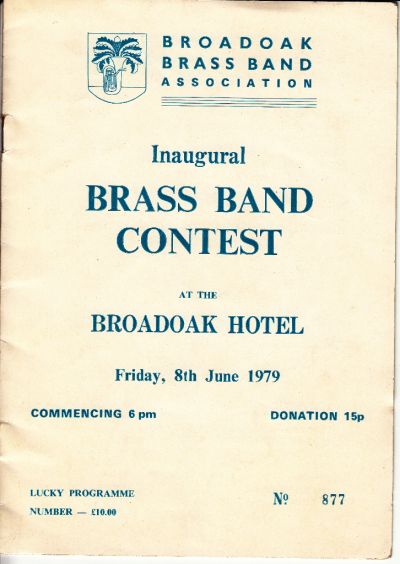 BROADOAK
BRASS BAND
ASSOCIATION
Inaugural
BRASS BAND
CONTEST
AT THE
BROADOAK HOTEL
Friday, 8th June 1979
COMMENCING 6 pm
DONATION 15p
LUCKY PROGRAMME
NUMBER — £10.00
Nº 877